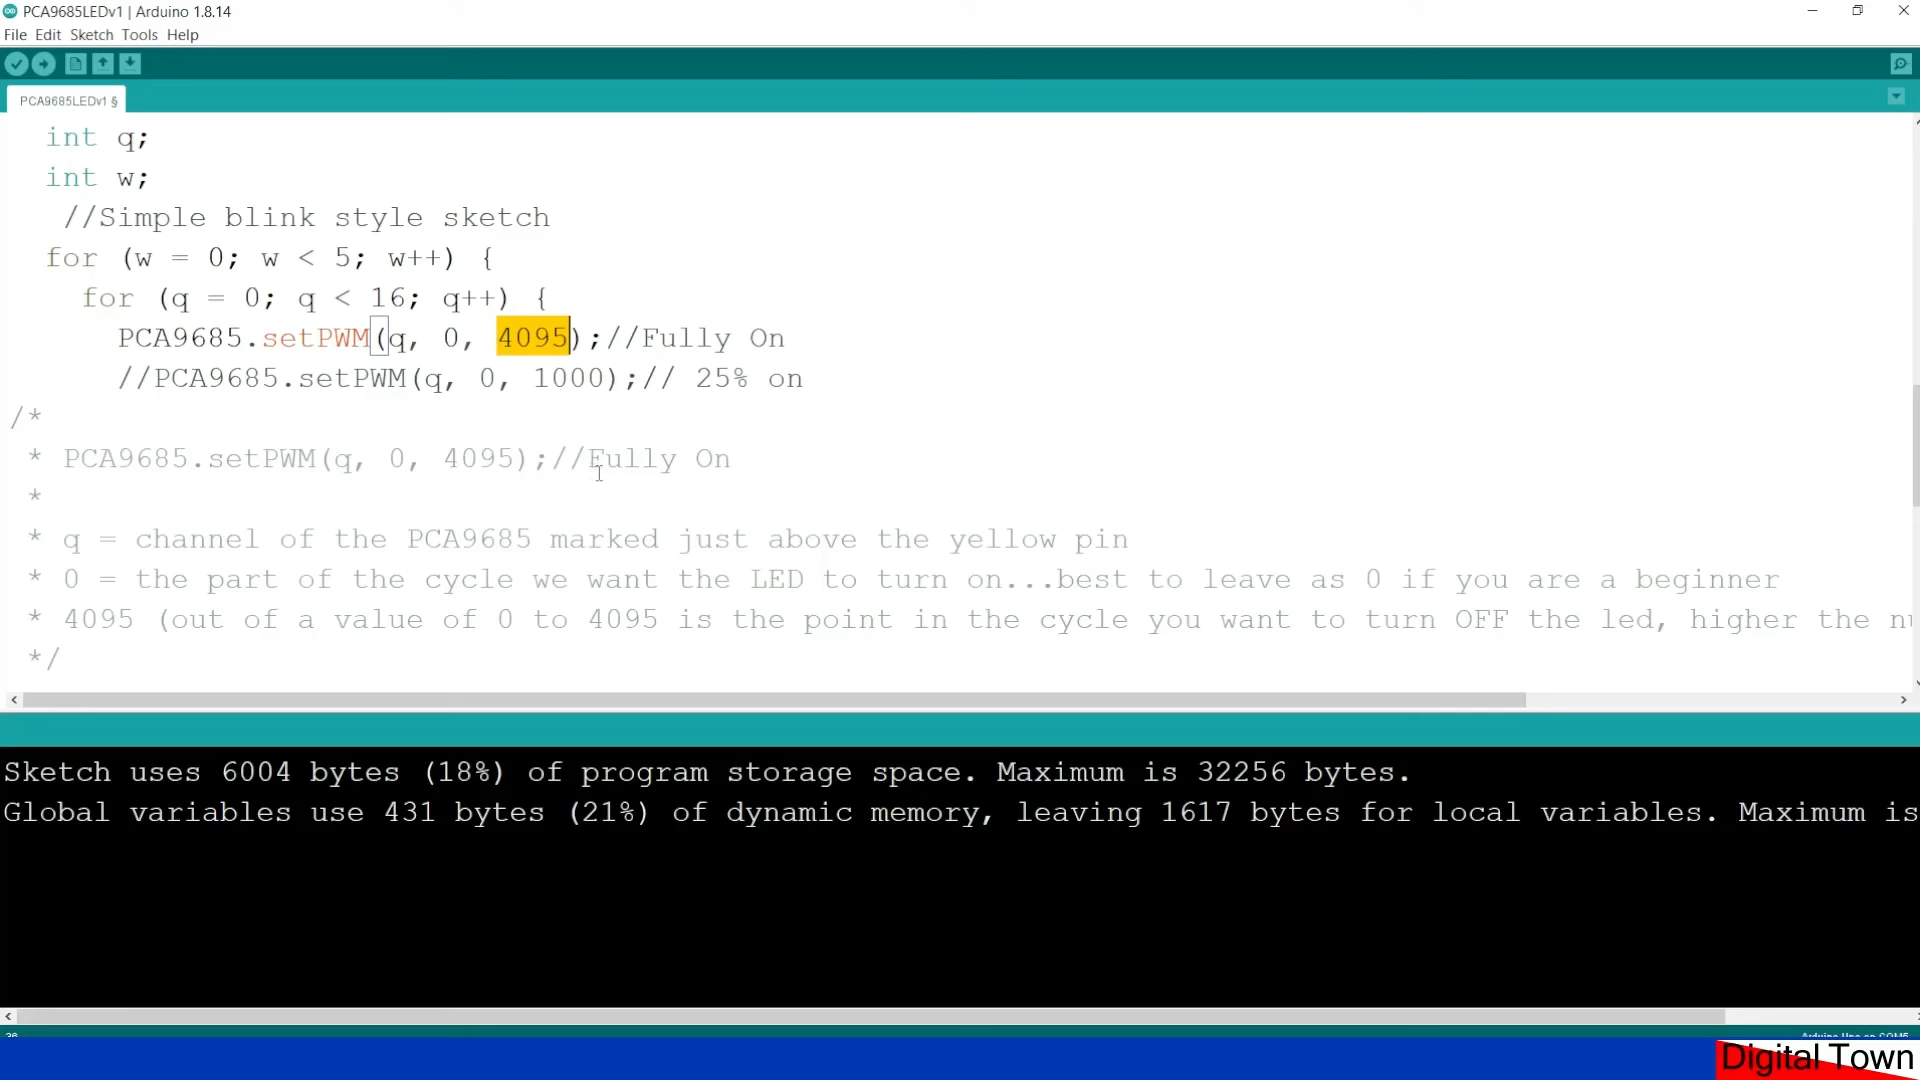 PCA9685LEDv1 | Arduino 1.8.14
File Edit Sketch Tools Help
PCA9685LEDv1 §
int q;
int w;
//Simple blink style sketch
for (w = 0; w < 5; w++) {
for (q = 0; q < 16; q++) {
PCA9685.setPWM(q, 0, 4095);//Fully On
//PCA9685.setPWM(q, 0, 1000);// 25% on
/*
* PCA9685.setPWM(q, 0, 4095);//Fully On
*
* q = channel of the PCA9685 marked just above the yellow pin
* 0 = the part of the cycle we want the LED to turn on...best to leave as 0 if you are a beginner
* 4095 (out of a value of 0 to 4095 is the point in the cycle you want to turn OFF the led, higher the
*/
Sketch uses 6004 bytes (18%) of program storage space. Maximum is 32256 bytes.
Global variables use 431 bytes (21%) of dynamic memory, leaving 1617 bytes for local variables. Maximum is
Digital Town